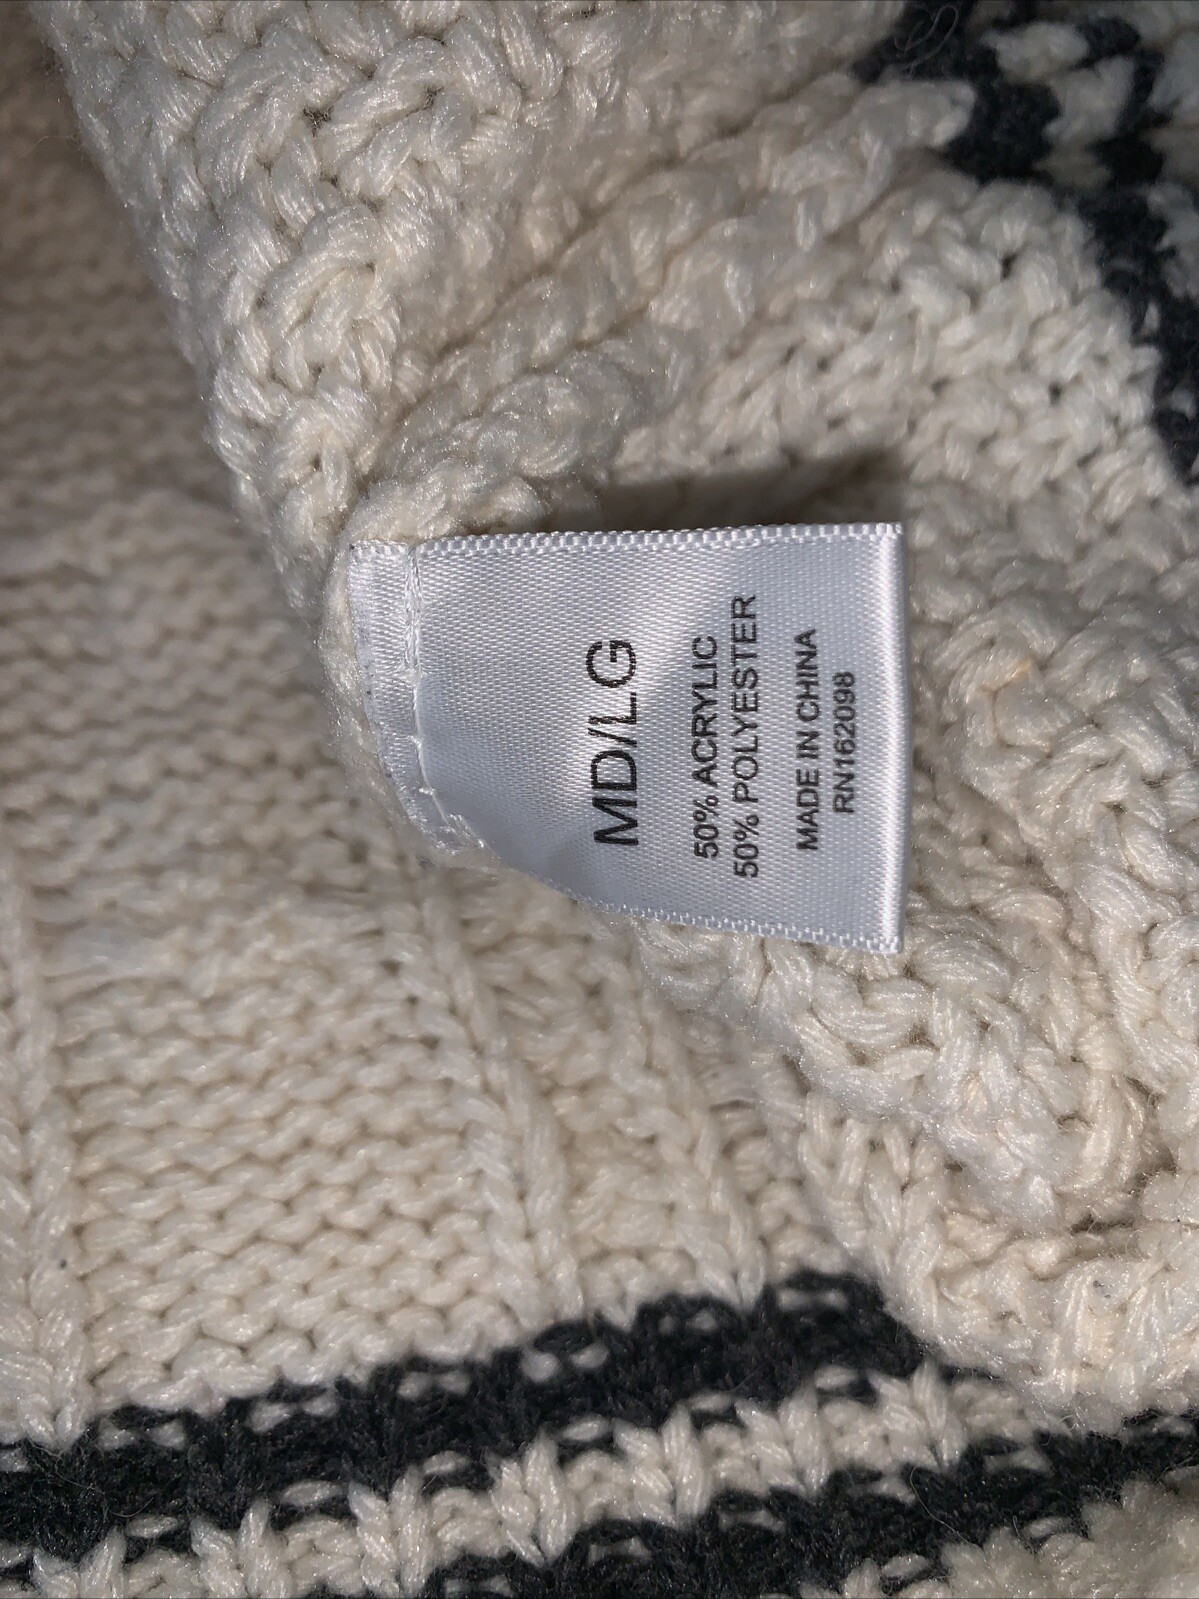 MD/LG
50% ACRYLIC
50% POLYESTER
MADE IN CHINA
RN162098